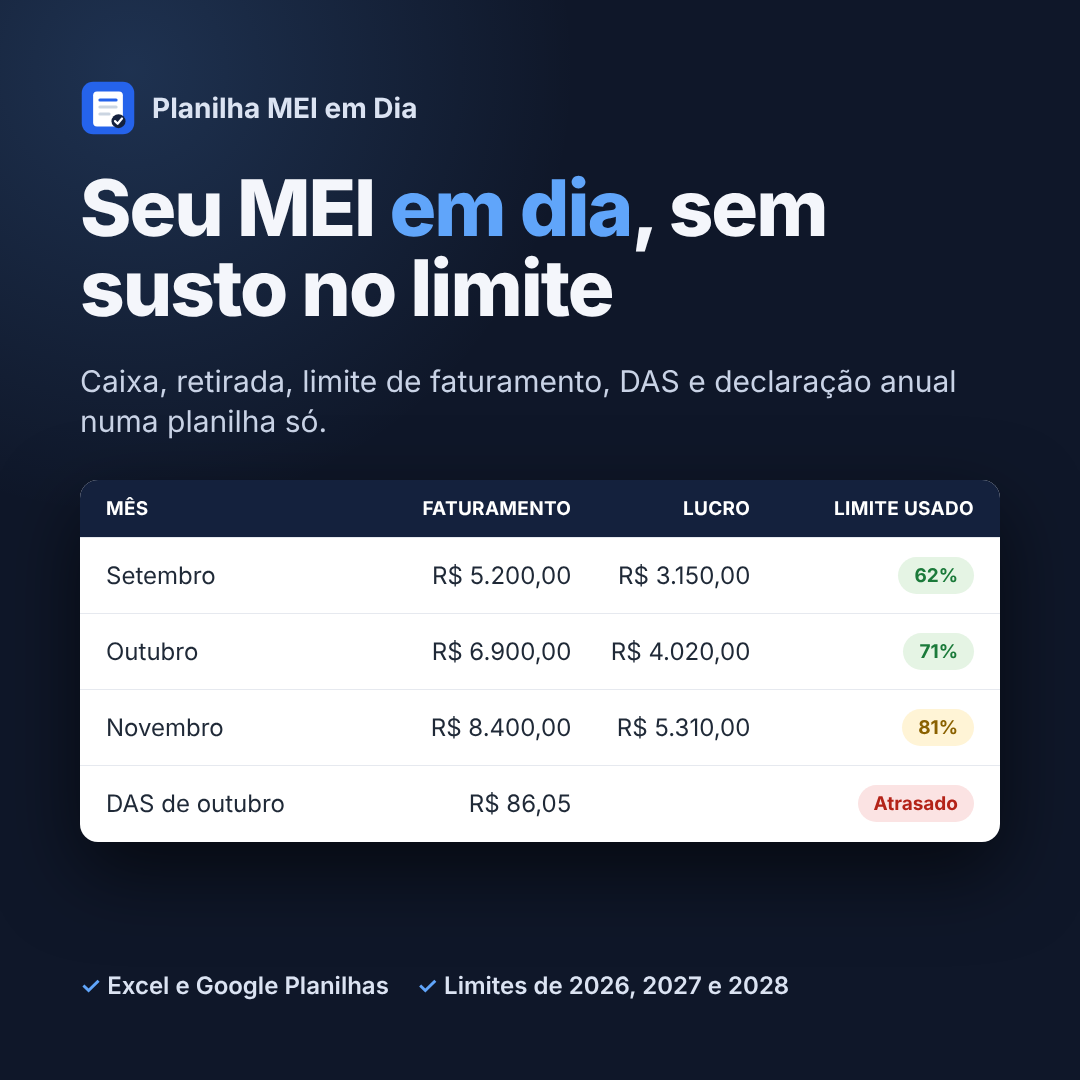 Planilha MEI em Dia
Seu MEI em dia, sem
susto no limite
Caixa, retirada, limite de faturamento, DAS e declaração anual
numa planilha só.
MÊS FATURAMENTO LUCRO LIMITE USADO
Setembro R$ 5.200,00 R$ 3.150,00 62%
Outubro R$ 6.900,00 R$ 4.020,00 71%
Novembro R$ 8.400,00 R$ 5.310,00 81%
DAS de outubro R$ 86,05 Atrasado
✓ Excel e Google Planilhas ✓ Limites de 2026, 2027 e 2028